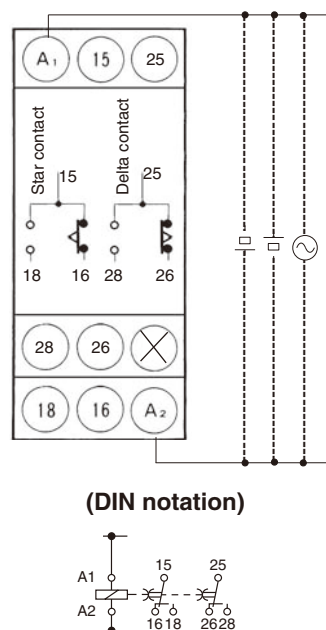 A1 15 25
Star contact
Delta contact
15 25
18 16 28 26
28 26
18 16 A2
(DIN notation)
15 25
A1
A2
16 18 26 28